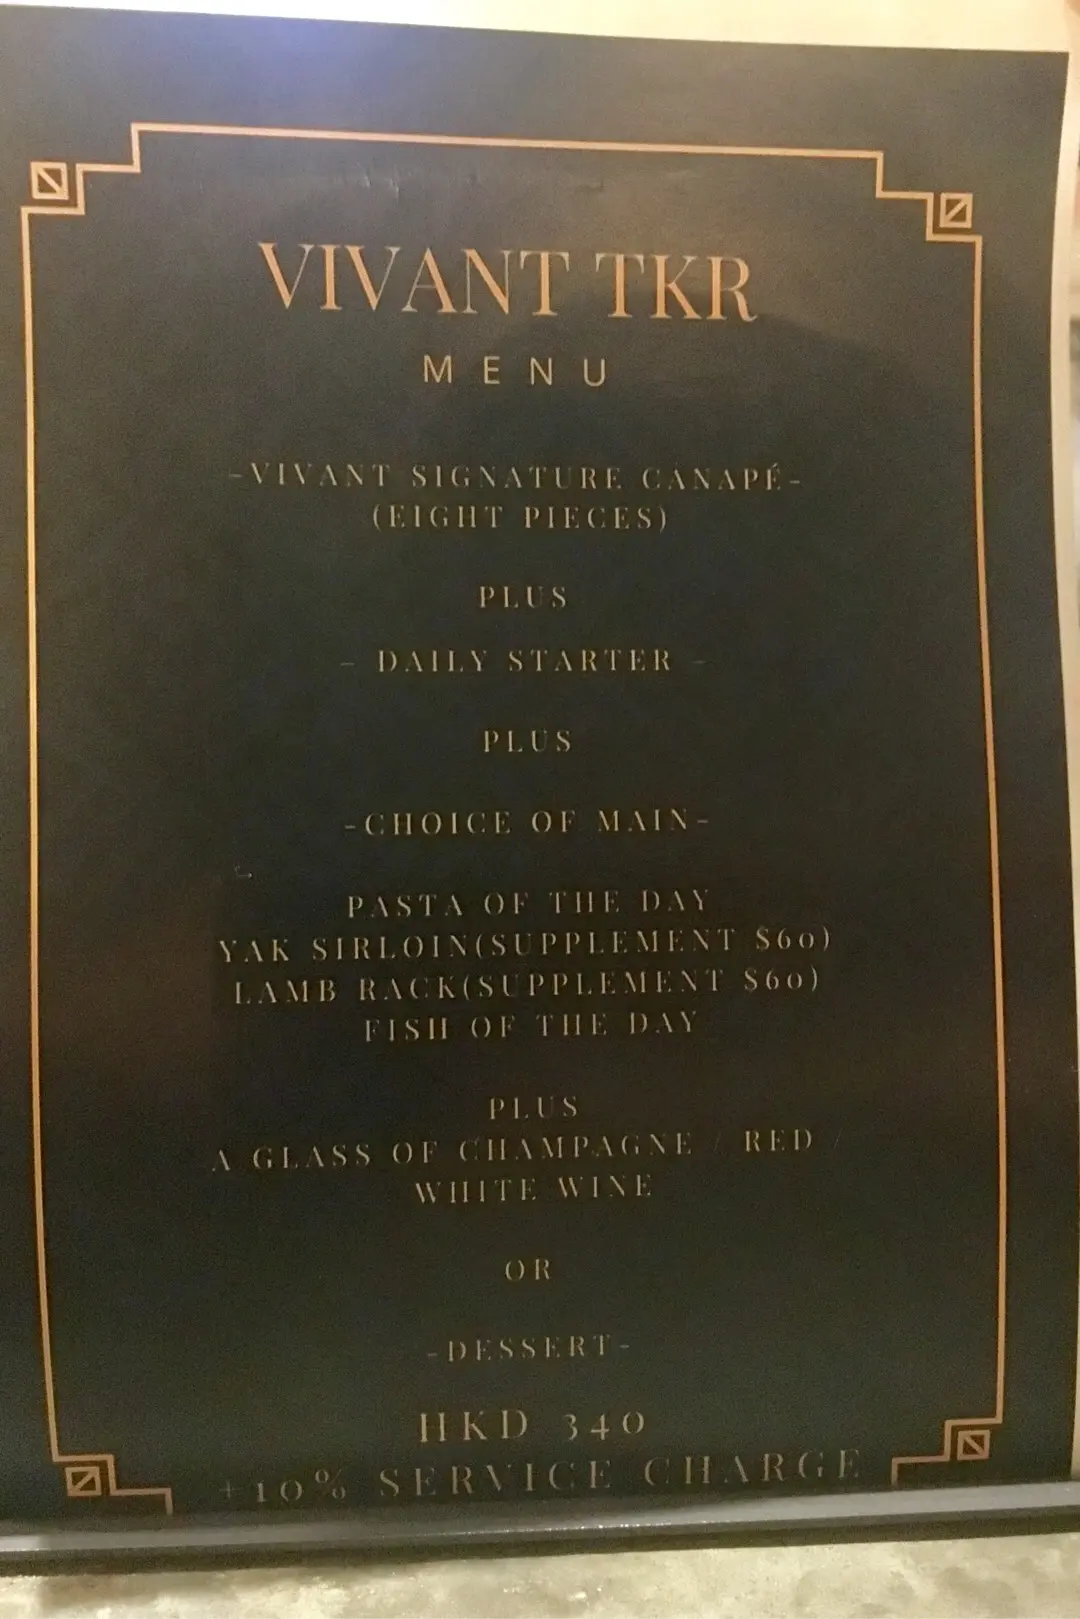 VIVANT TKR
MENU
-VIVANT SIGNATURE CANAPÉ-
(EIGHT PIECES)
PLUS
- DAILY STARTER -
PLUS
-CHOICE OF MAIN-
PASTA OF THE DAY
YAK SIRLOIN(SUPPLEMENT $60)
LAMB RACK(SUPPLEMENT $60)
FISH OF THE DAY
PLUS
A GLASS OF CHAMPAGNE / RED /
WHITE WINE
OR
-DESSERT-
HKD 340
+10% SERVICE CHARGE